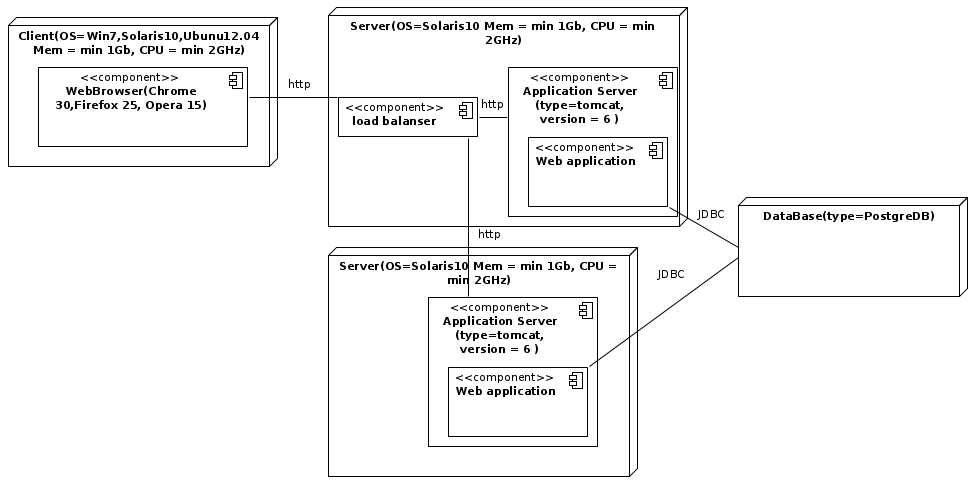 Client(OS=Win7,Solaris10,Ubunu12.04
Mem = min 1Gb, CPU = min 2GHz)
<<component>>
WebBrowser(Chrome
30,Firefox 25, Opera 15)
http
Server(OS=Solaris10 Mem = min 1Gb, CPU = min
2GHz)
<<component>>
load balanser
http
<<component>>
Application Server
(type=tomcat,
version = 6 )
<<component>>
Web application
JDBC
DataBase(type=PostgreDB)
http
JDBC
Server(OS=Solaris10 Mem = min 1Gb, CPU =
min 2GHz)
<<component>>
Application Server
(type=tomcat,
version = 6 )
<<component>>
Web application